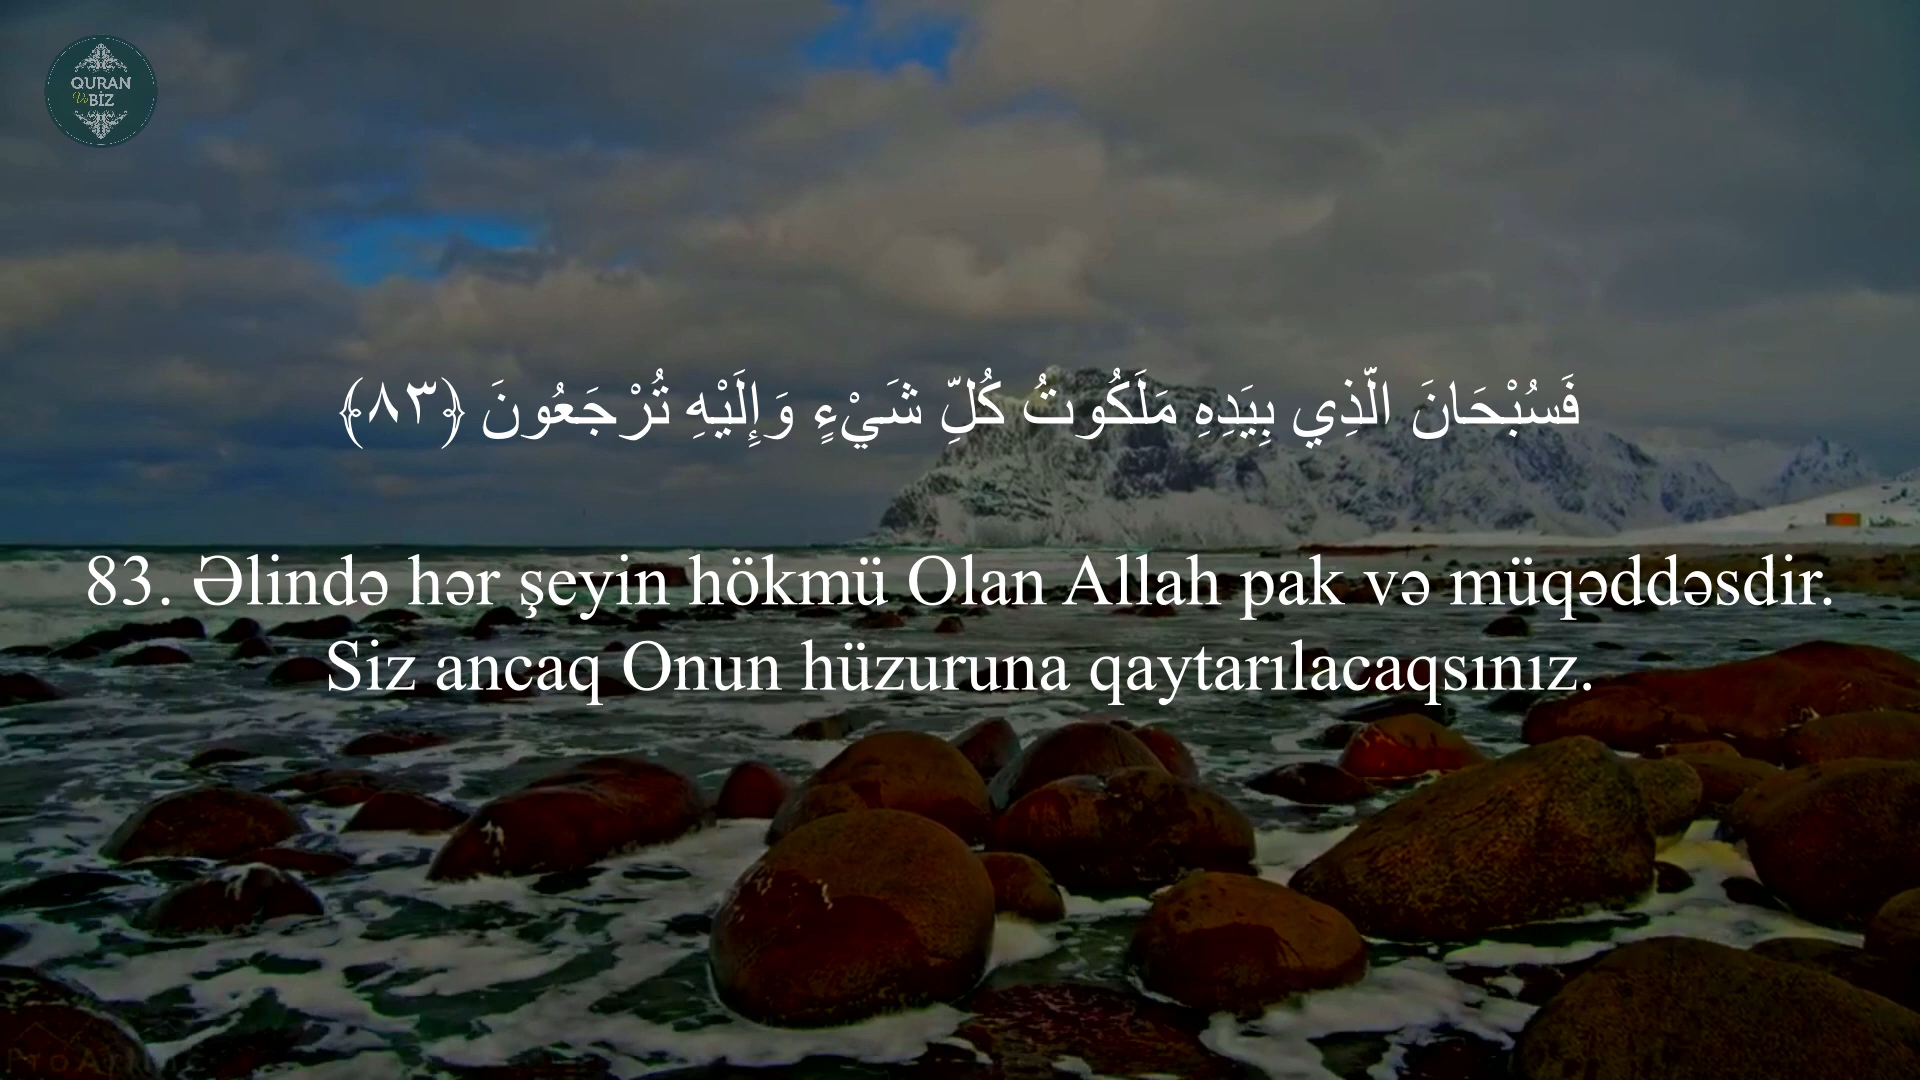 QURAN
Və BİZ
فَسُبْحَانَ الَّذِي بِيَدِهِ مَلَكُوتُ كُلِّ شَيْءٍ وَإِلَيْهِ تُرْجَعُونَ ﴿٨٣﴾
83. Əlində hər şeyin hökmü Olan Allah pak və müqəddəsdir.
Siz ancaq Onun hüzuruna qaytarılacaqsınız.